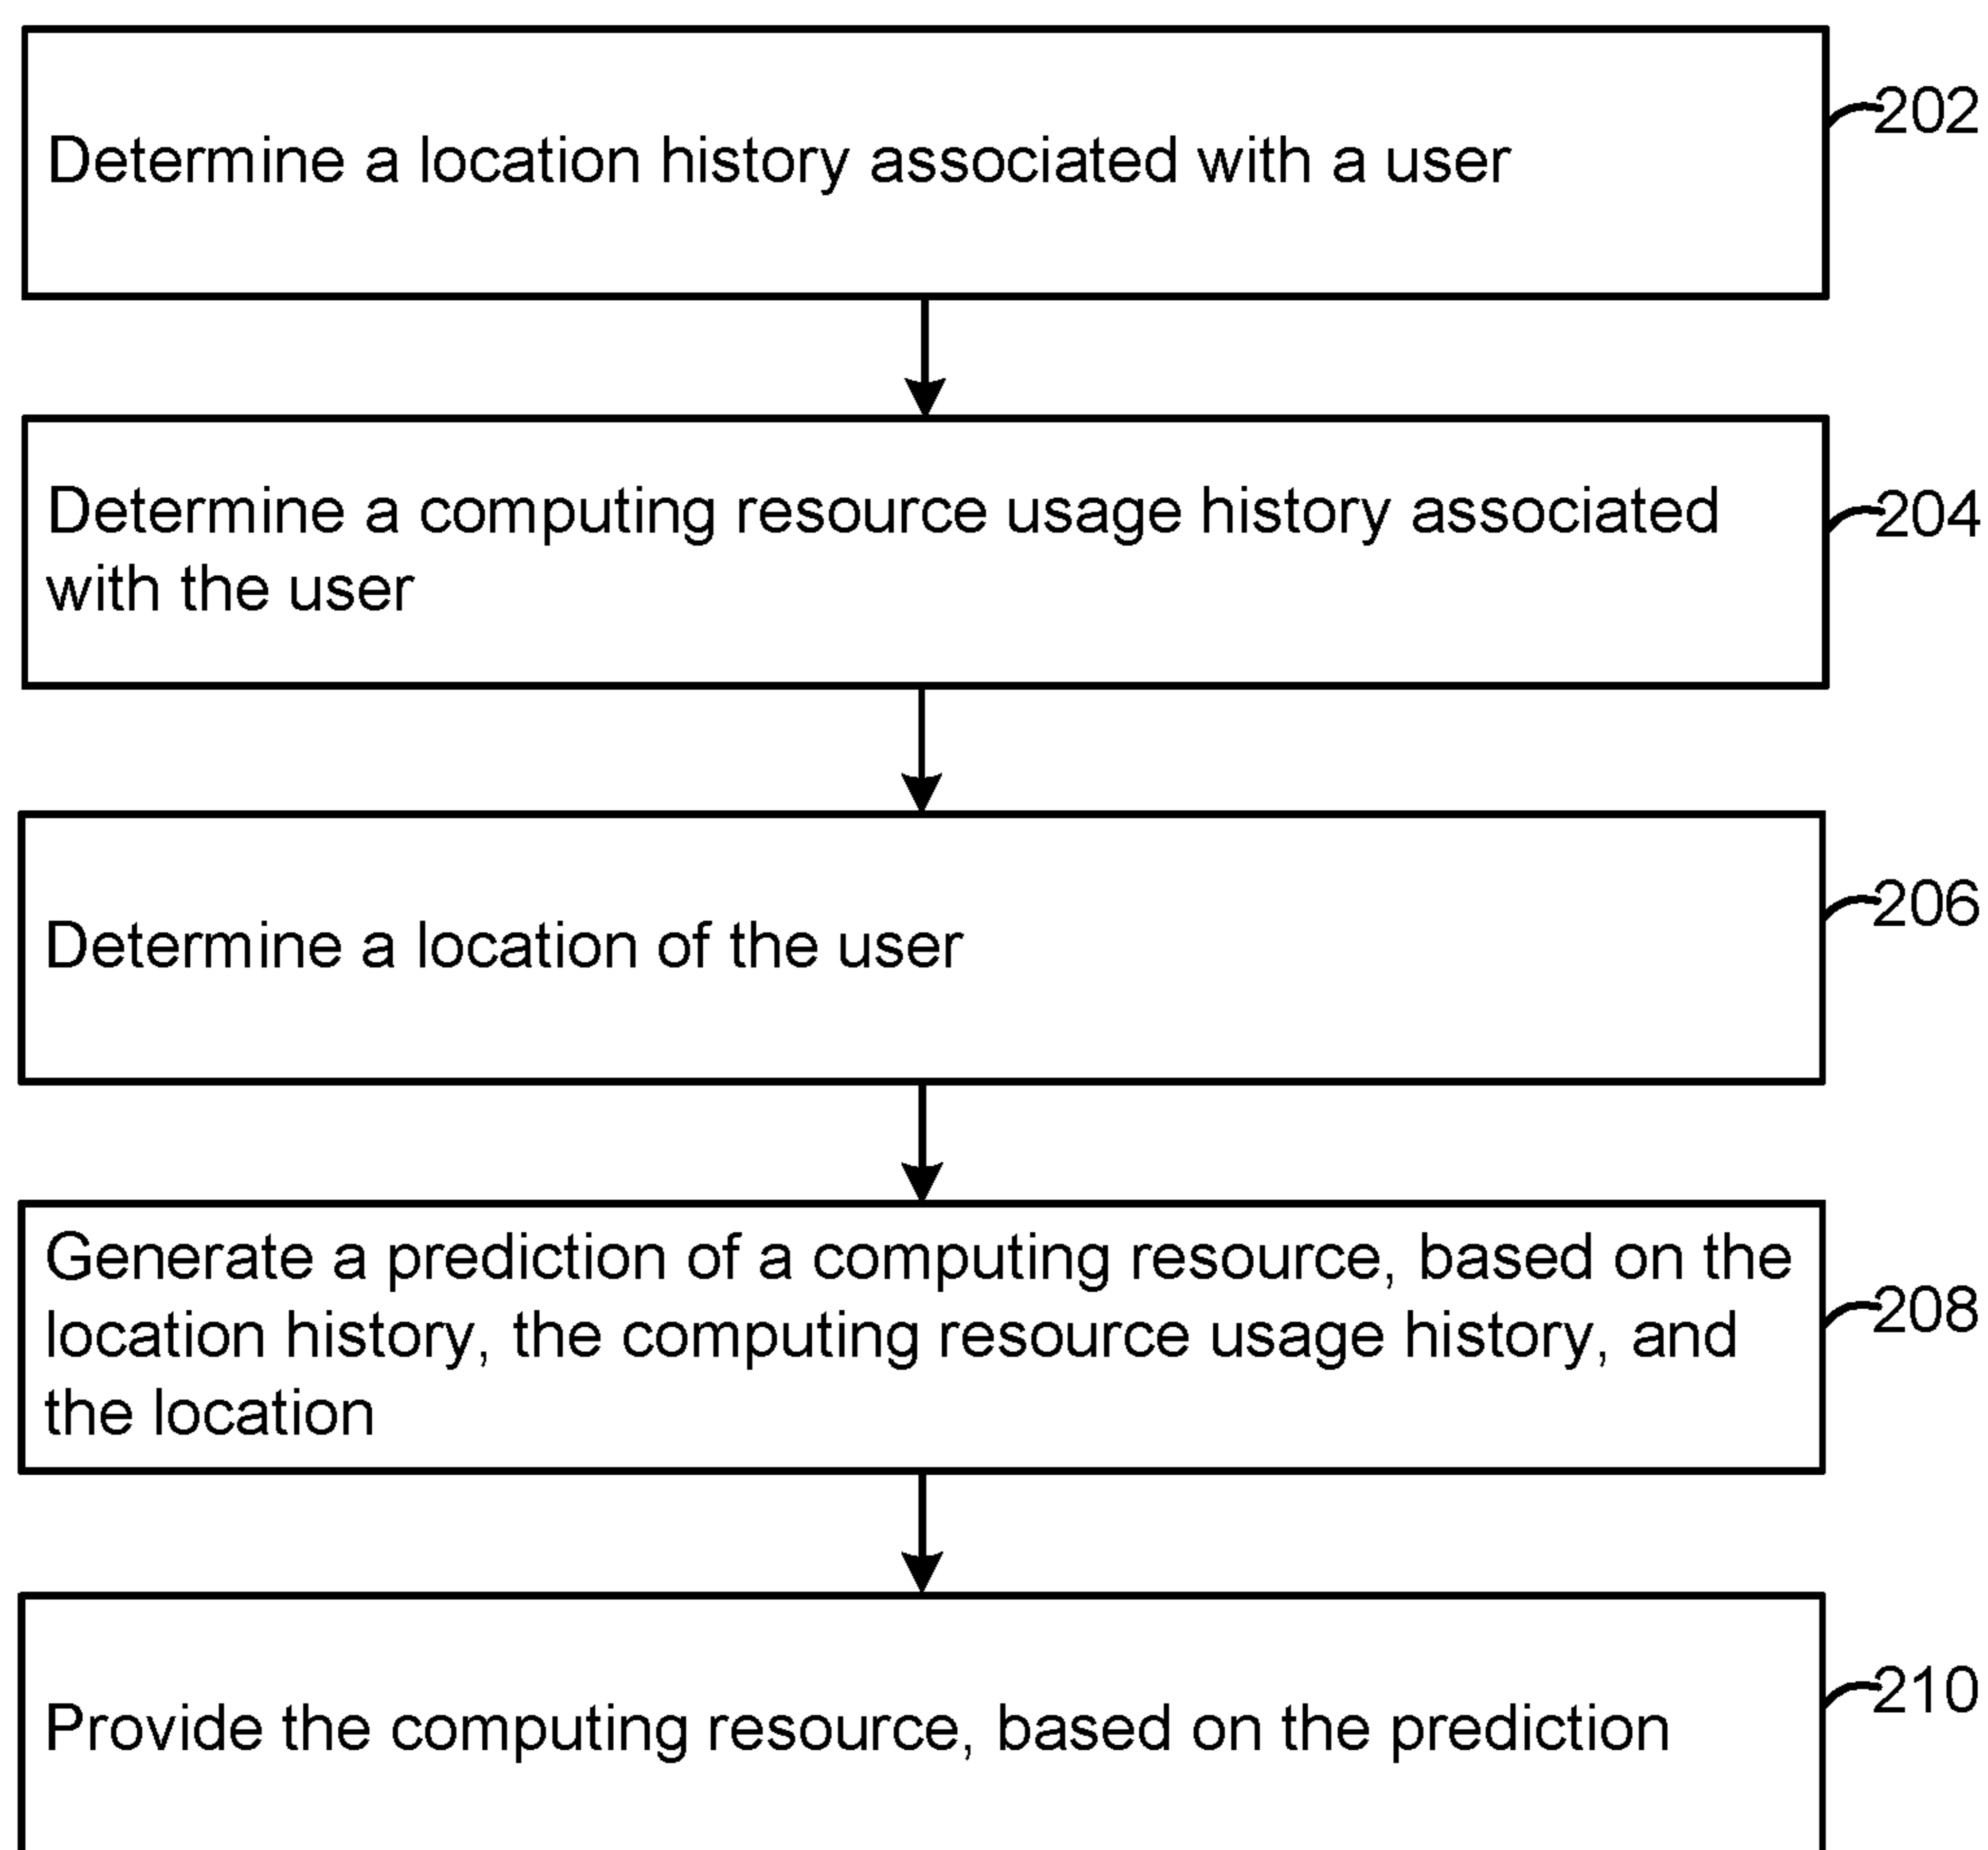 202
Determine a location history associated with a user
Determine a computing resource usage history associated
with the user
204
206
Determine a location of the user
Generate a prediction of a computing resource, based on the
location history, the computing resource usage history, and
the location
208
210
Provide the computing resource, based on the prediction